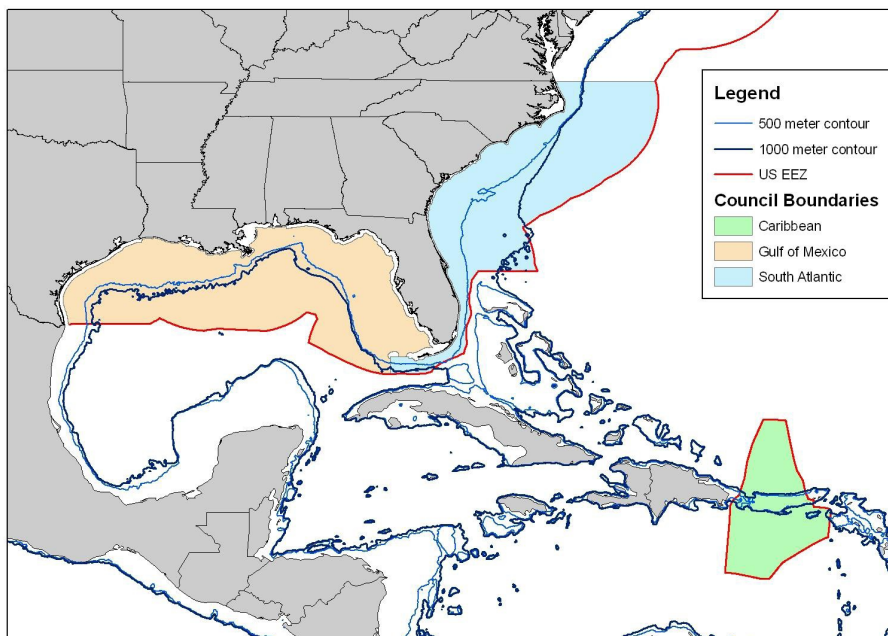 Legend
500 meter contour
1000 meter contour
US EEZ
Council Boundaries
Caribbean
Gulf of Mexico
South Atlantic